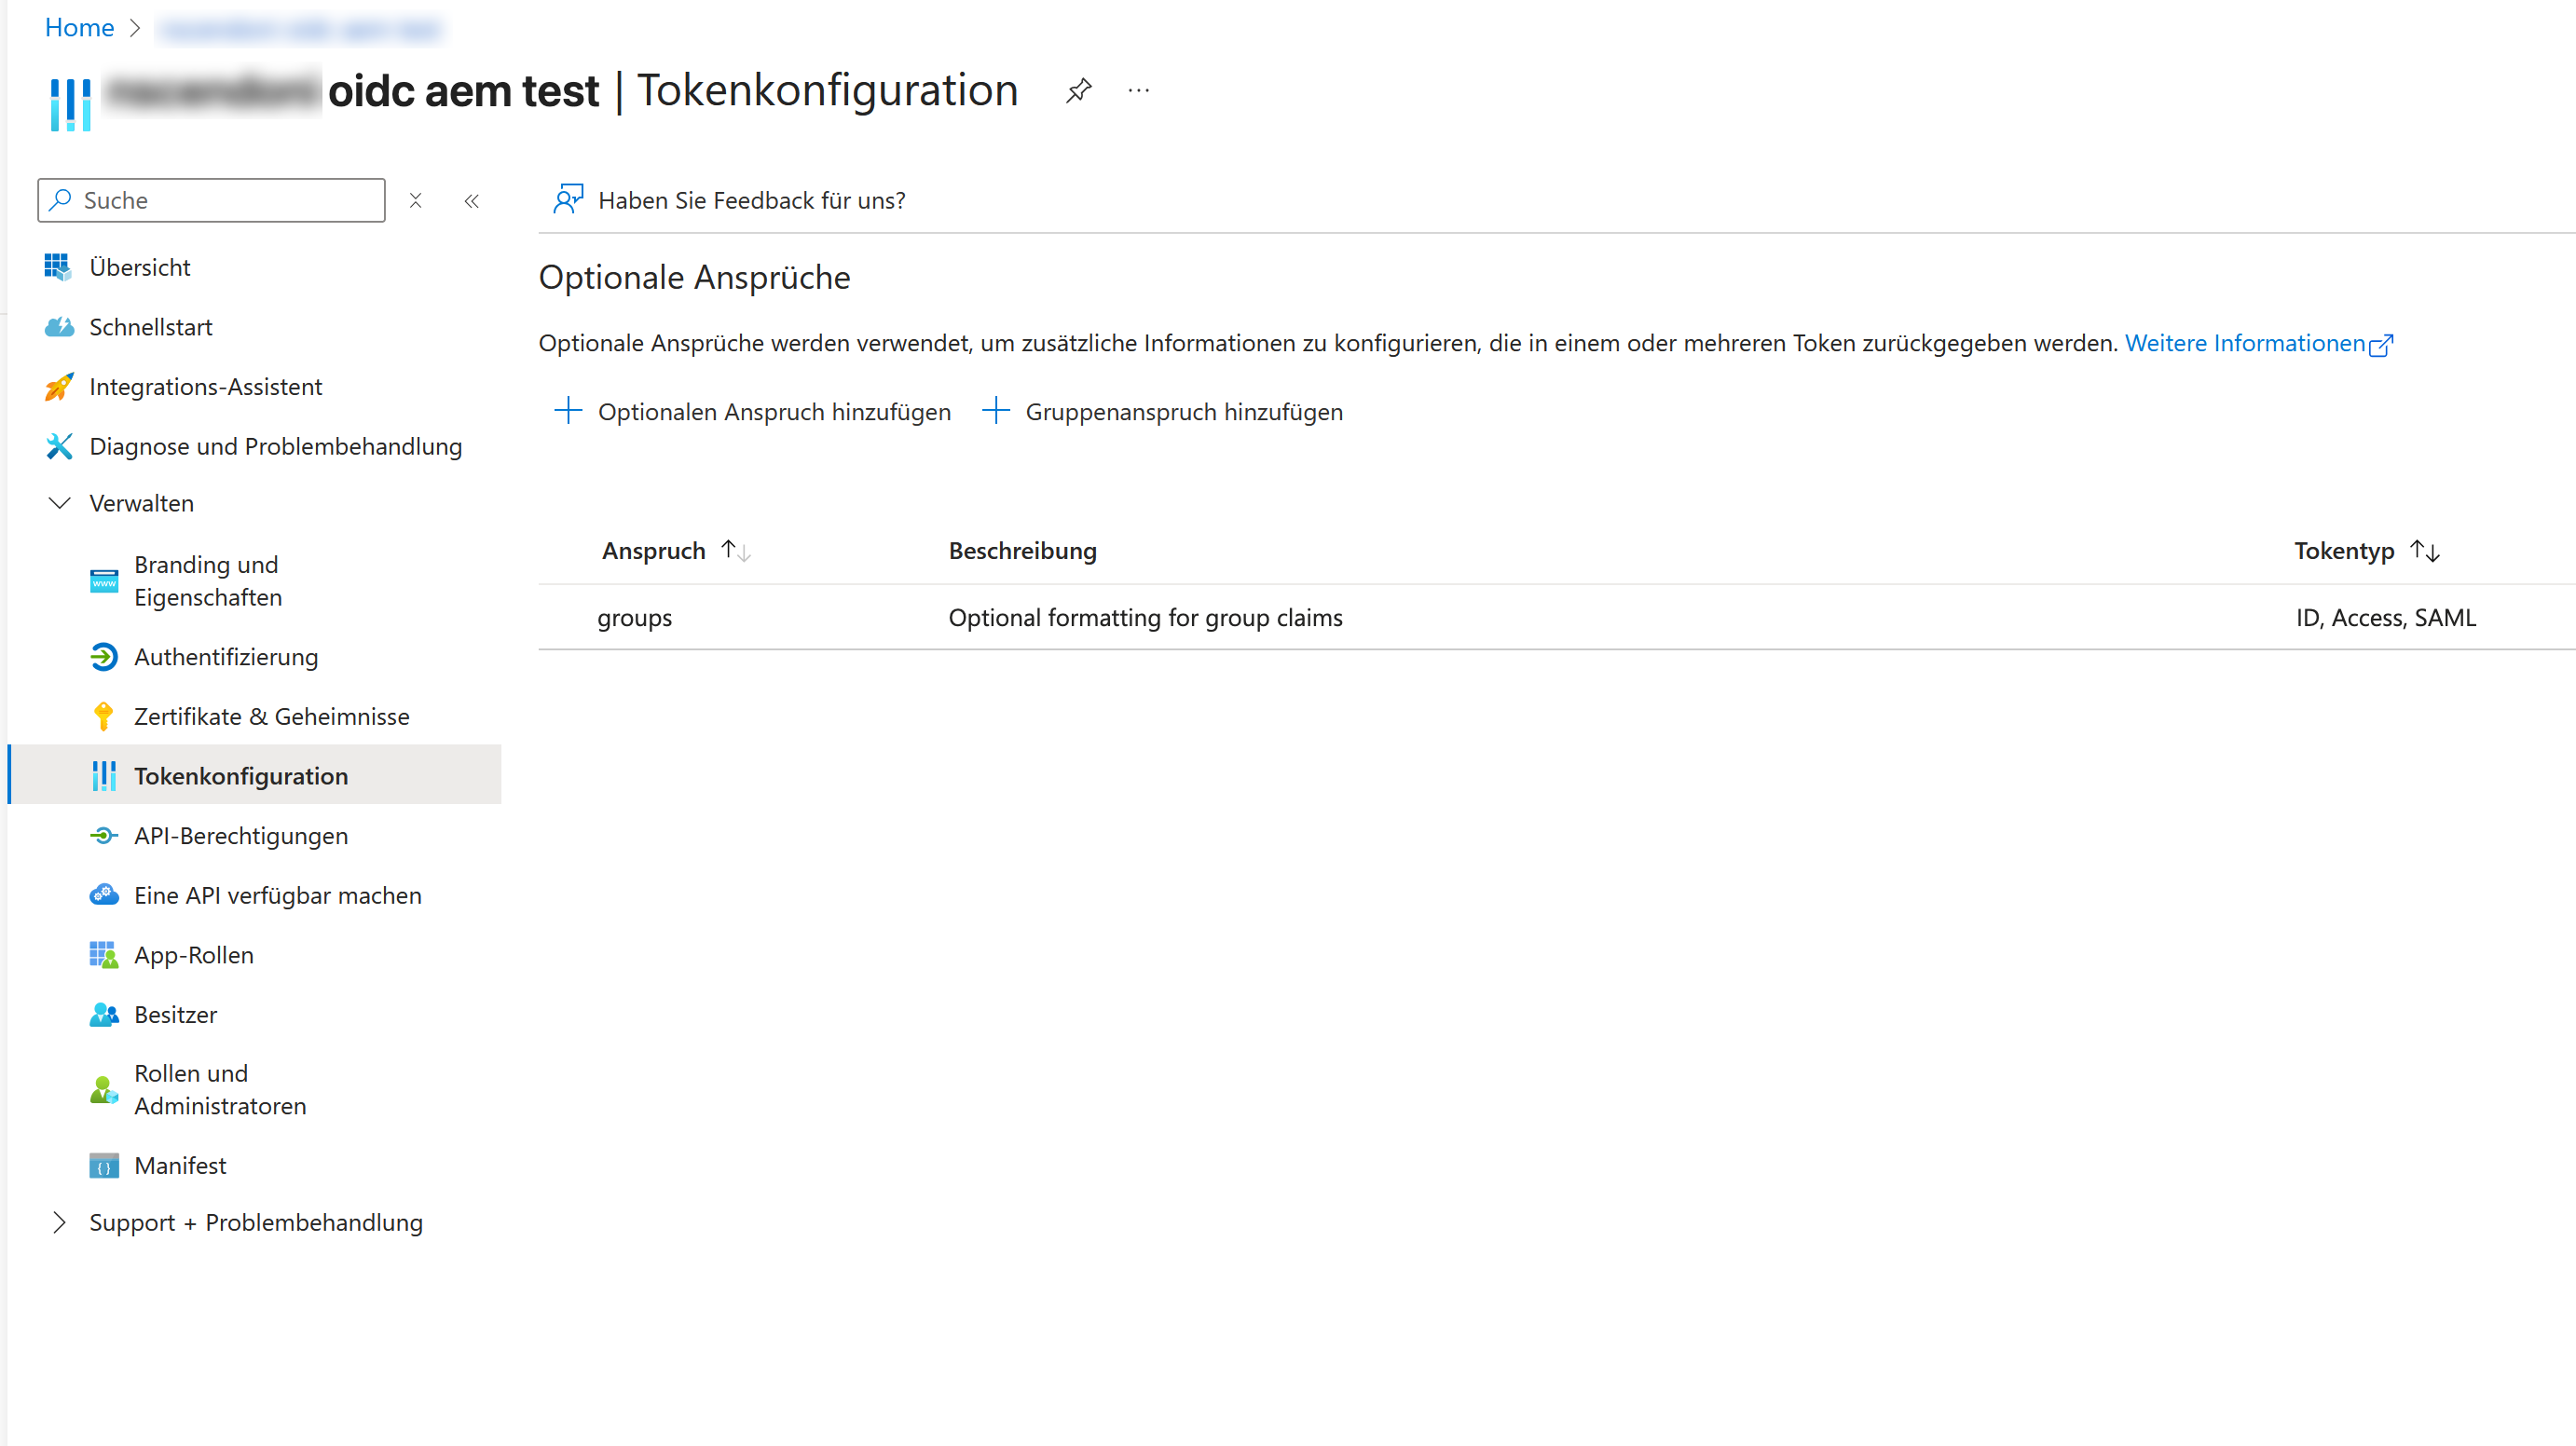 Home
oidc aem test | Tokenkonfiguration
Suche
Haben Sie Feedback für uns?
Übersicht
Schnellstart
Integrations-Assistent
Diagnose und Problembehandlung
Verwalten
Branding und
Eigenschaften
Authentifizierung
Zertifikate & Geheimnisse
Tokenkonfiguration
API-Berechtigungen
Eine API verfügbar machen
App-Rollen
Besitzer
Rollen und
Administratoren
Manifest
Support + Problembehandlung
Optionale Ansprüche
Optionale Ansprüche werden verwendet, um zusätzliche Informationen zu konfigurieren, die in einem oder mehreren Token zurückgegeben werden. Weitere Informationen
Optionalen Anspruch hinzufügen Gruppenanspruch hinzufügen
Anspruch Beschreibung Tokentyp
groups Optional formatting for group claims ID, Access, SAML